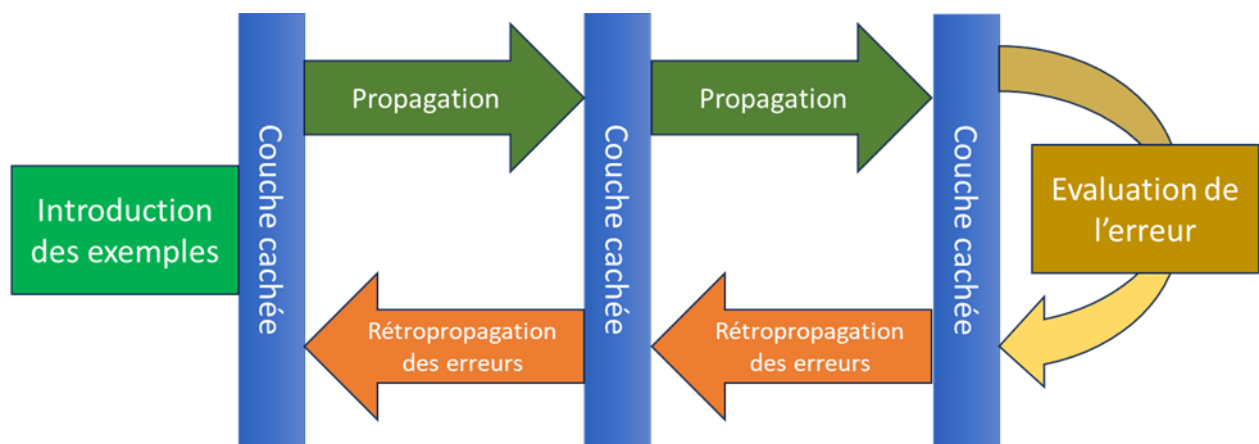 Introduction
des exemples
Couche cachée
Propagation
Rétropropagation
des erreurs
Couche cachée
Propagation
Rétropropagation
des erreurs
Couche cachée
Evaluation de
l'erreur